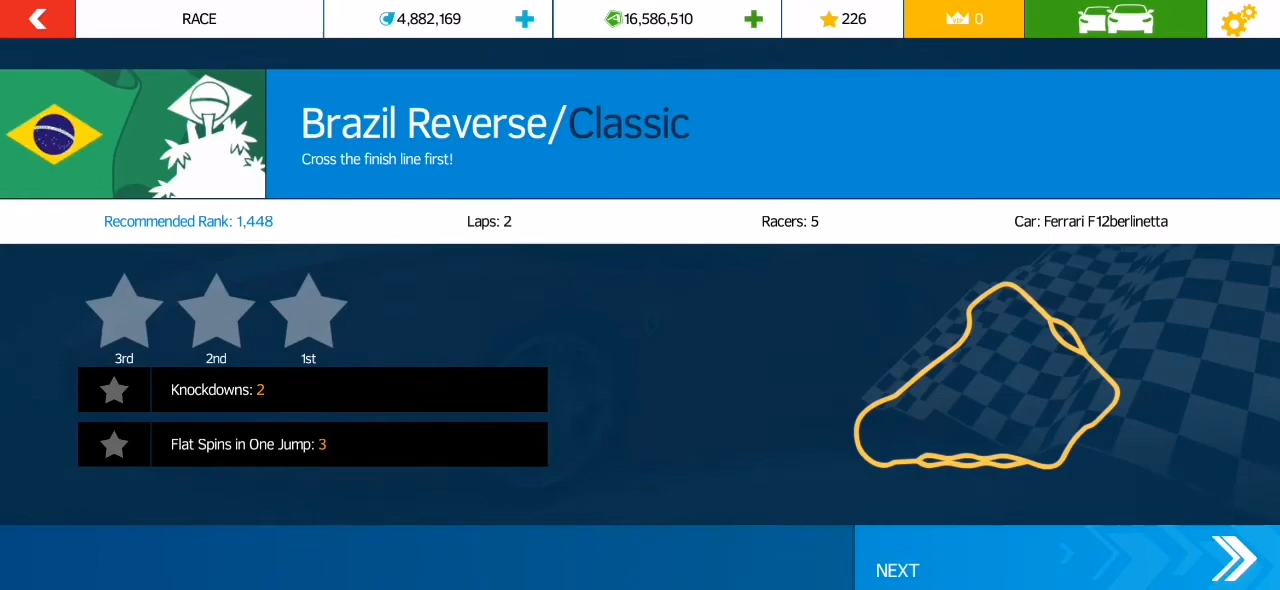 RACE 4,882,169 16,586,510 226 VIP 0
Brazil Reverse/Classic
Cross the finish line first!
Recommended Rank: 1,448 Laps: 2 Racers: 5 Car: Ferrari F12berlinetta
3rd 2nd 1st
Knockdowns: 2
Flat Spins in One Jump: 3
NEXT